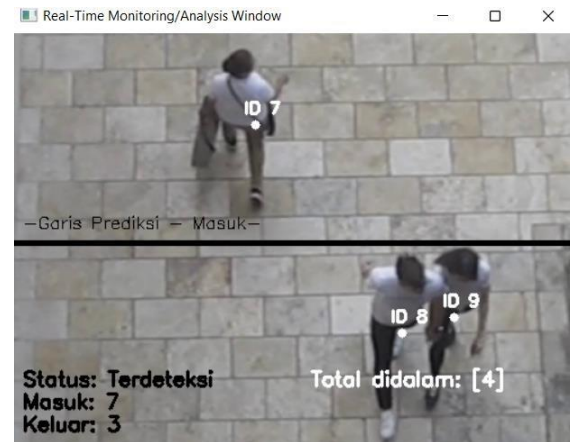 Real-Time Monitoring/Analysis Window
ID 7
-Garis Prediksi - Masuk-
ID 9
ID 8
Status: Terdeteksi
Total didalam: [4]
Masuk: 7
Keluar: 3